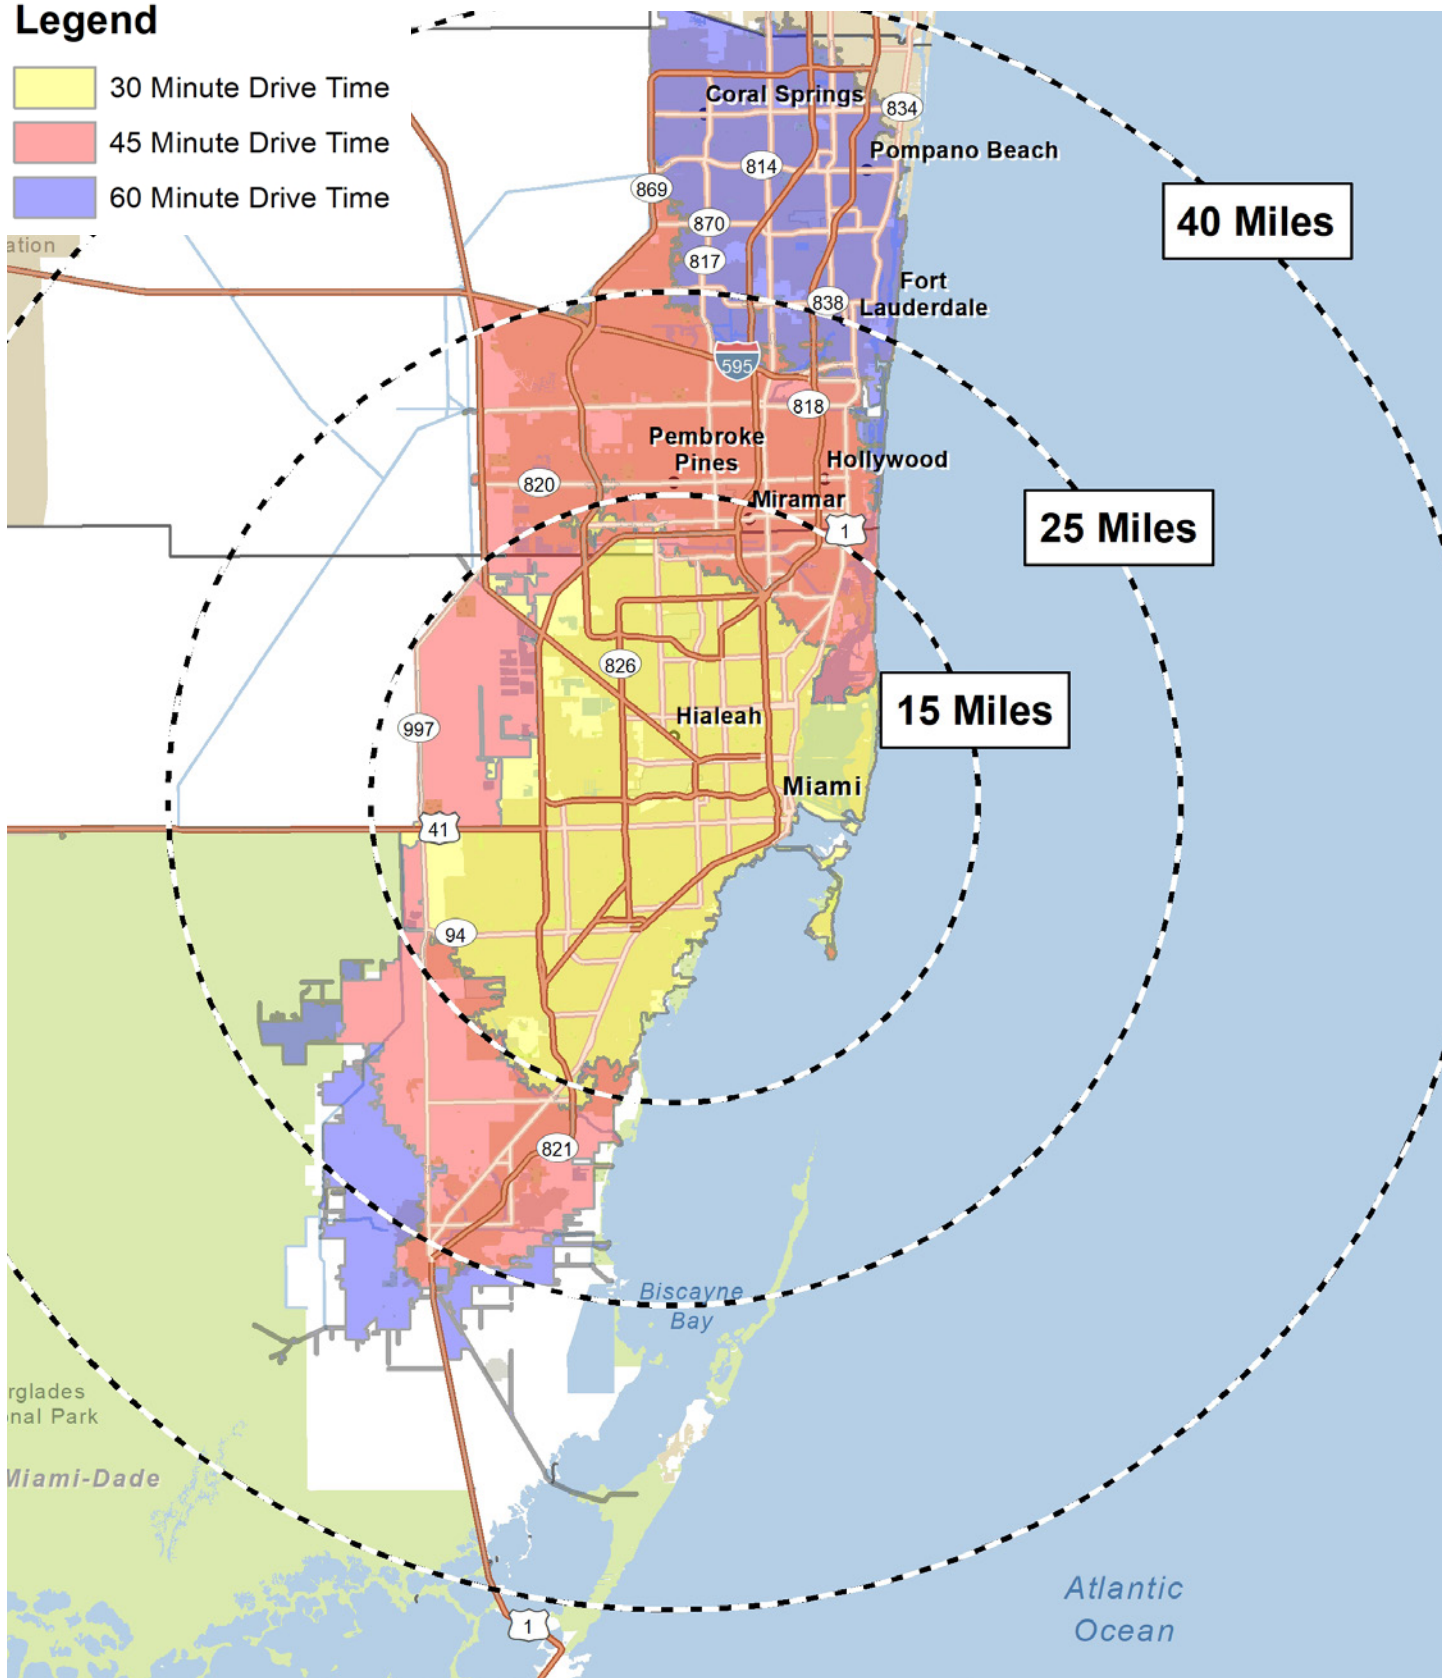 Legend
30 Minute Drive Time
45 Minute Drive Time
60 Minute Drive Time
Coral Springs
834
Pompano Beach
814
869
40 Miles
870
ation
817
Fort
Lauderdale
838
595
818
Pembroke
Pines
Hollywood
820
Miramar
25 Miles
1
826
15 Miles
Hialeah
997
Miami
41
94
821
Biscayne
Bay
rglades
onal Park
Miami-Dade
Atlantic
Ocean
1